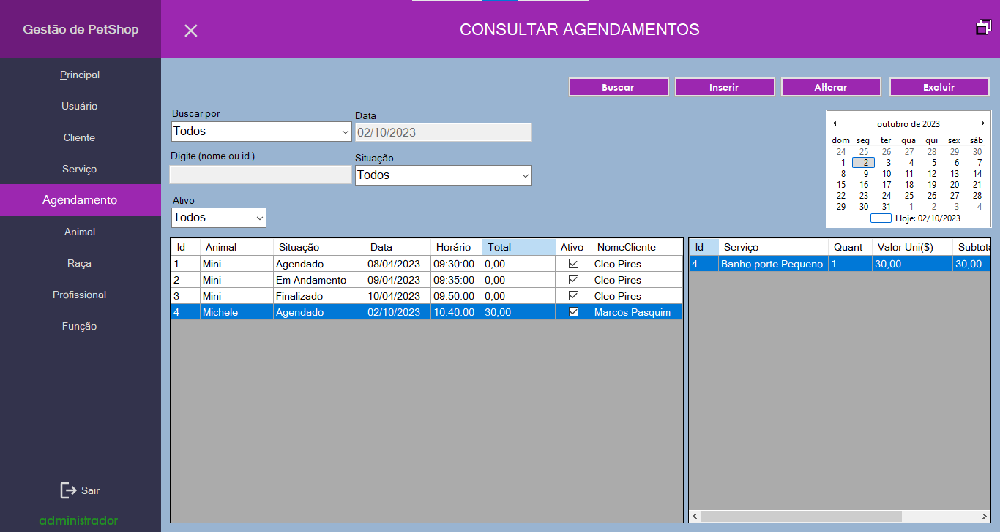 Gestão de PetShop
CONSULTAR AGENDAMENTOS
Principal
Usuário
Cliente
Serviço
Agendamento
Animal
Raça
Profissional
Função
Sair
administrador
Buscar Inserir Alterar Excluir
Buscar por
Todos
Data
02/10/2023
Digite (nome ou id )
Situação
Todos
Ativo
Todos
outubro de 2023
dom seg ter qua qui sex sáb
24 25 26 27 28 29 30
1 2 3 4 5 6 7
8 9 10 11 12 13 14
15 16 17 18 19 20 21
22 23 24 25 26 27 28
29 30 31 1 2 3 4
Hoje: 02/10/2023
Id Animal Situação Data Horário Total Ativo NomeCliente
1 Mini Agendado 08/04/2023 09:30:00 0,00 Cleo Pires
2 Mini Em Andamento 09/04/2023 09:35:00 0,00 Cleo Pires
3 Mini Finalizado 10/04/2023 09:50:00 0,00 Cleo Pires
4 Michele Agendado 02/10/2023 10:40:00 30,00 Marcos Pasquim
Id Serviço Quant Valor Uni($) Subtota
4 Banho porte Pequeno 1 30,00 30,00